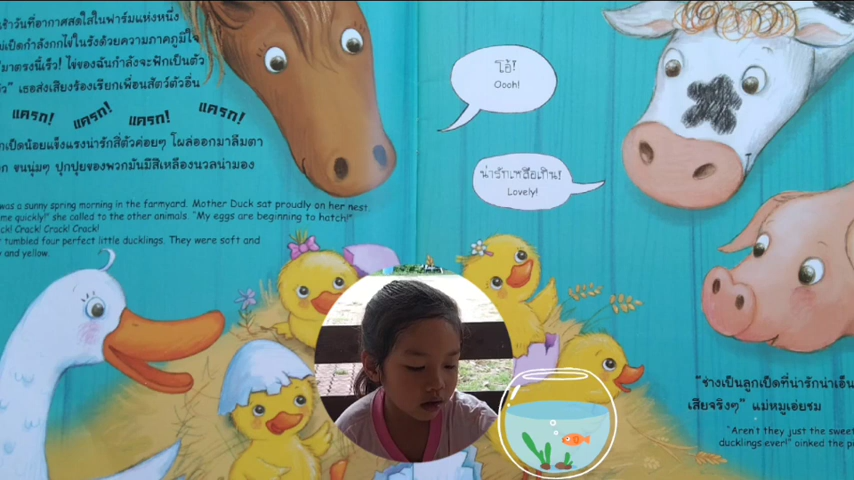 เช้าวันที่อากาศสดใสในฟาร์มแห่งหนึ่ง
เป็ดกำลังกกไข่ในรังด้วยความภาคภูมิใจ
มาตรงนี้เร็ว! ไข่ของฉันกำลังจะฟักเป็นตัว
" เธอส่งเสียงร้องเรียกเพื่อนสัตว์ตัวอื่น
แครก! แครก! แครก! แครก!
เป็ดน้อยแข็งแรงน่ารักสี่ตัวค่อยๆ โผล่ออกมาลืมตา
ขนนุ่มๆ ปุกปุยของพวกมันมีสีเหลืองนวลน่ามอง
was a sunny spring morning in the farmyard. Mother Duck sat proudly on her nest.
me quickly!" she called to the other animals. "My eggs are beginning to hatch!"
Crack! Crack! Crack!
tumbled four perfect little ducklings. They were soft and
and yellow.
โอ้!
Oooh!
น่ารักเหลือเกิน!
Lovely!
"ช่างเป็นลูกเป็ดที่น่ารักน่าเอ็น
เสียจริงๆ" แม่หมูเอ่ยชม
"Aren't they just the sweet
ducklings ever!" oinked the